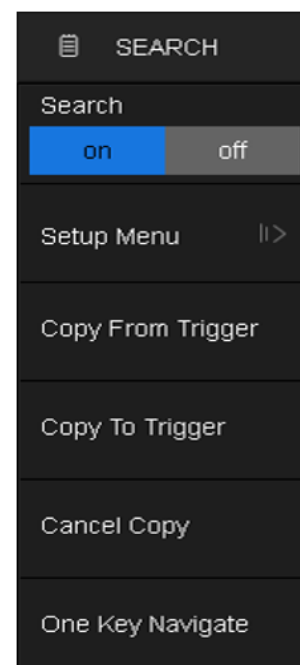 SEARCH
Search
on off
Setup Menu
Copy From Trigger
Copy To Trigger
Cancel Copy
One Key Navigate